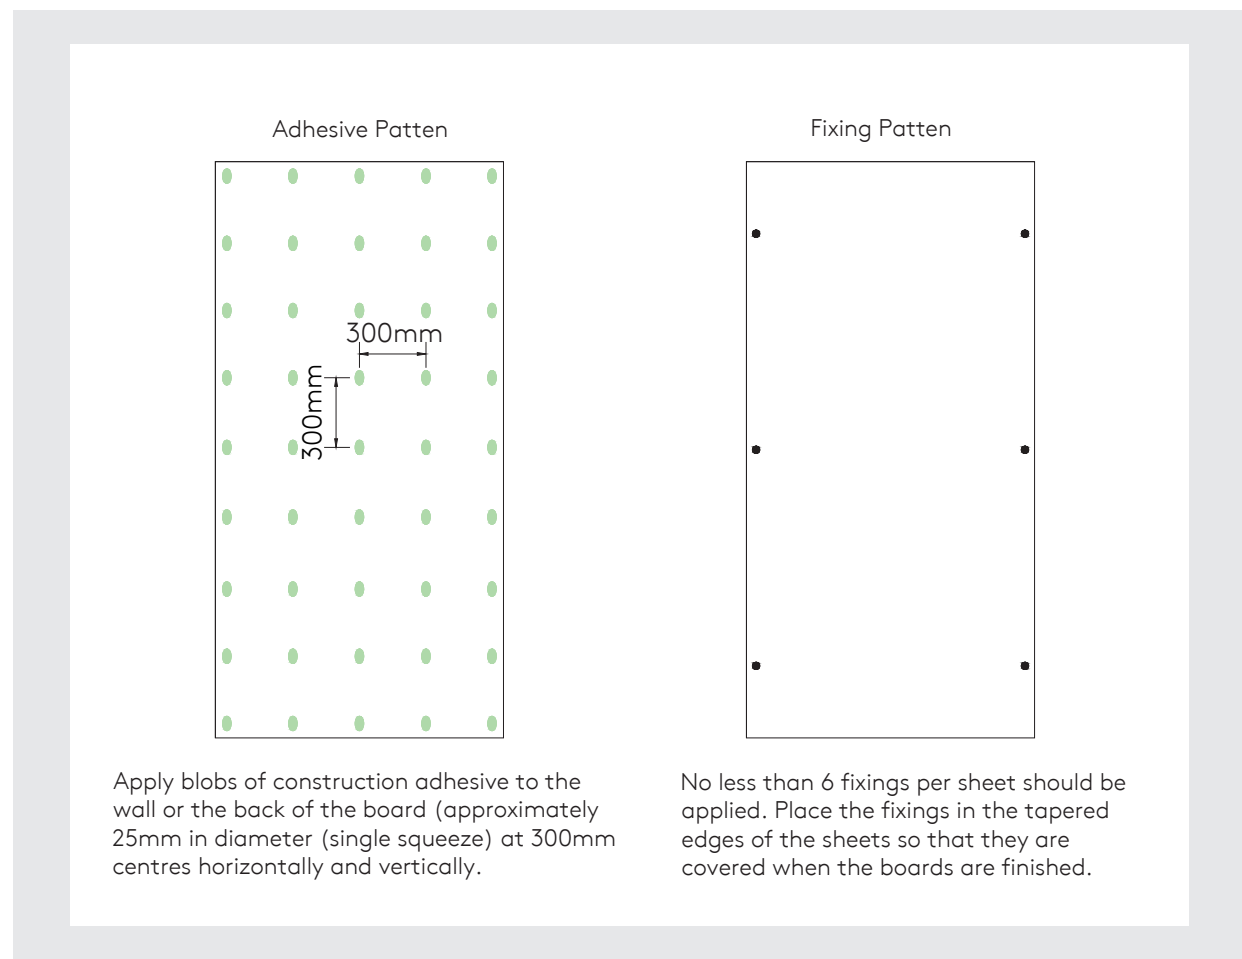 Adhesive Patten
Fixing Patten
300mm
300mm
Apply blobs of construction adhesive to the
wall or the back of the board (approximately
25mm in diameter (single squeeze) at 300mm
centres horizontally and vertically.
No less than 6 fixings per sheet should be
applied. Place the fixings in the tapered
edges of the sheets so that they are
covered when the boards are finished.